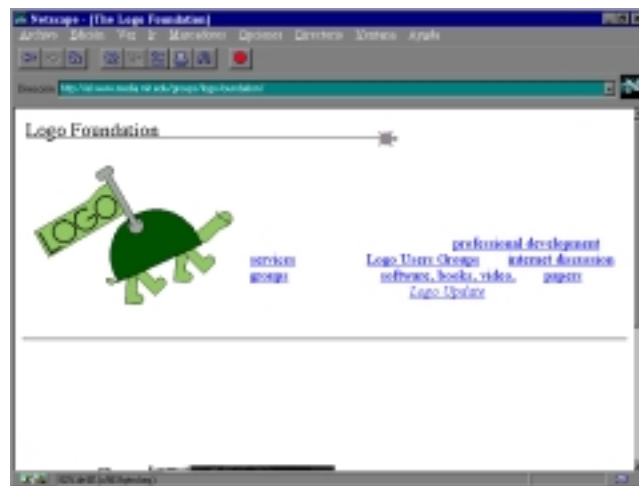 Netscape - [The Logo Foundation]
Archivo Edición Ver Ir Marcadores Opciones Directorio Ventana Ayuda
Logo Foundation
LOGO
professional development
services Logo Users Groups internet discussion
groups software, books, video, papers
Logo Update